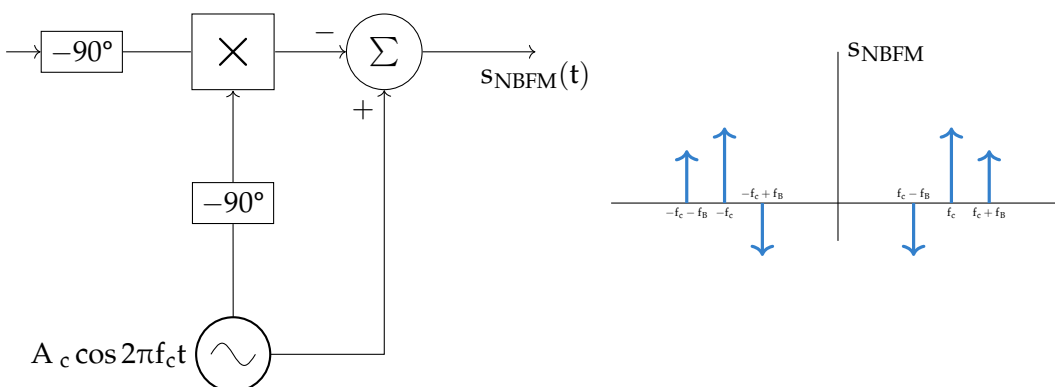 −90°
×
−
Σ
s_NBFM(t)
+
−90°
A_c cos 2πf_ct
s_NBFM
−f_c + f_B
f_c − f_B
−f_c − f_B
−f_c
f_c
f_c + f_B